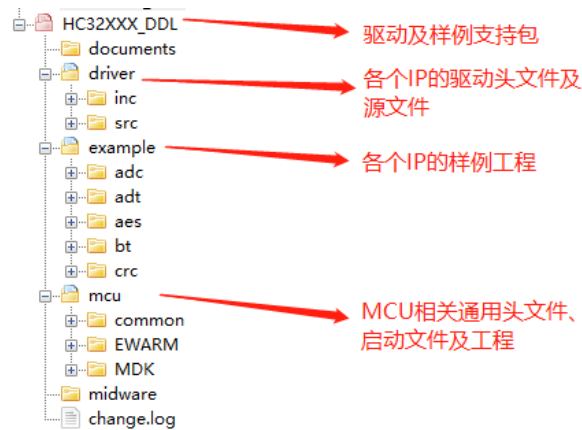 HC32XXX_DDL
驱动及样例支持包
documents
driver
各个IP的驱动头文件及
源文件
inc
src
example
各个IP的样例工程
adc
adt
aes
bt
crc
mcu
MCU相关通用头文件、
启动文件及工程
common
EWARM
MDK
midware
change.log